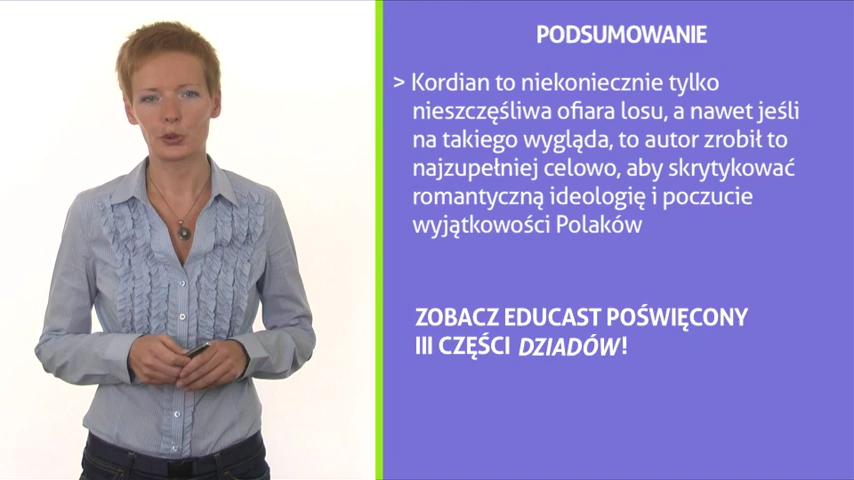 PODSUMOWANIE
> Kordian to niekoniecznie tylko
nieszczęśliwa ofiara losu, a nawet jeśli
na takiego wygląda, to autor zrobił to
najzupełniej celowo, aby skrytykować
romantyczną ideologię i poczucie
wyjątkowości Polaków
ZOBACZ EDUCAST POŚWIĘCONY
III CZĘŚCI DZIADÓW!